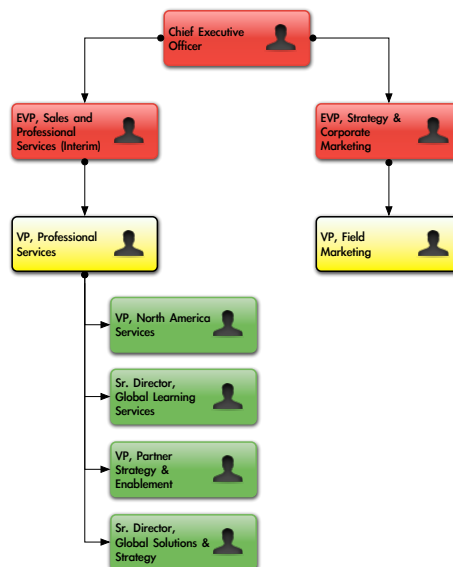 Chief Executive
Officer
EVP, Sales and
Professional
Services (Interim)
EVP, Strategy &
Corporate
Marketing
VP, Professional
Services
VP, Field
Marketing
VP, North America
Services
Sr. Director,
Global Learning
Services
VP, Partner
Strategy &
Enablement
Sr. Director,
Global Solutions &
Strategy